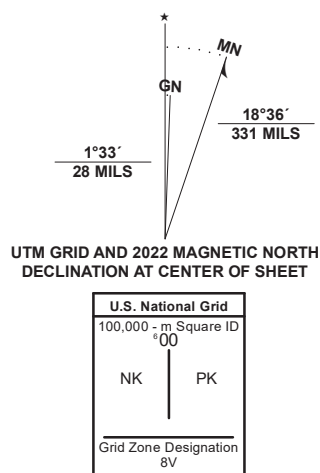 ★
MN
GN
18°36´
331 MILS
1°33´
28 MILS
UTM GRID AND 2022 MAGNETIC NORTH
DECLINATION AT CENTER OF SHEET
U.S. National Grid
100,000 - m Square ID
⁶00
NK PK
Grid Zone Designation
8V